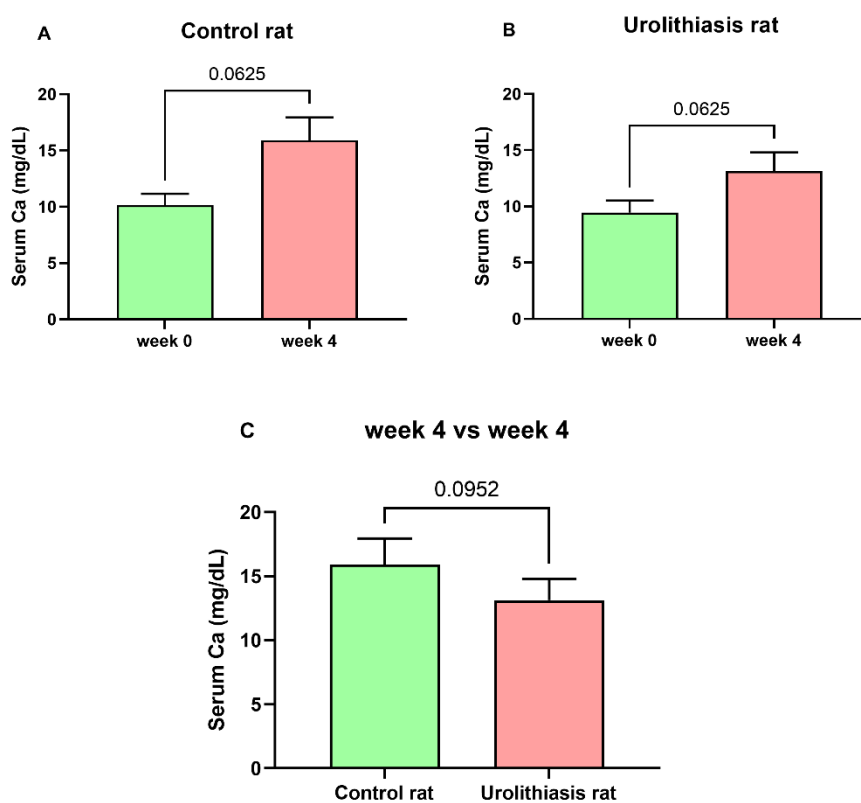 A
Control rat
0.0625
Serum Ca (mg/dL)
20
15
10
5
0
week 0
week 4
B
Urolithiasis rat
0.0625
Serum Ca (mg/dL)
20
15
10
5
0
week 0
week 4
C
week 4 vs week 4
0.0952
Serum Ca (mg/dL)
20
15
10
5
0
Control rat
Urolithiasis rat